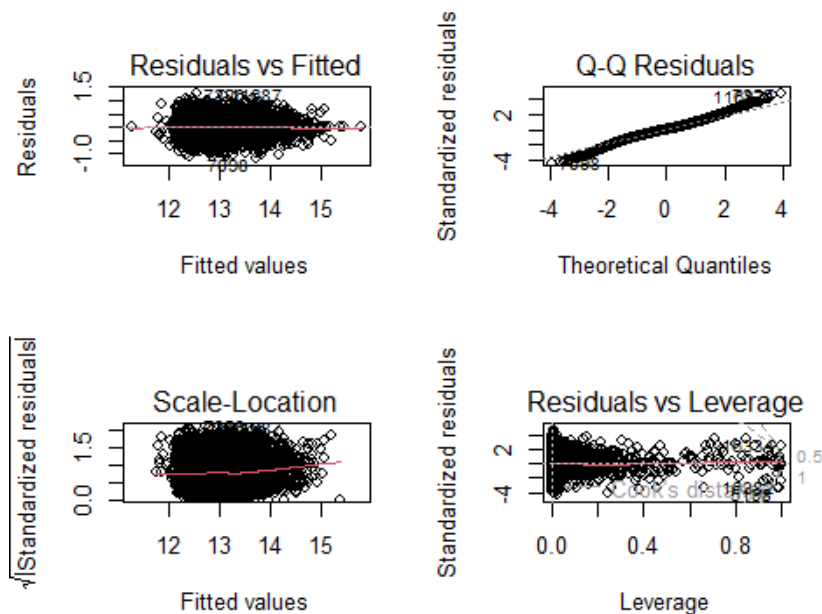 Residuals vs Fitted
Residuals
1.5
-1.0
7098
12 13 14 15
Fitted values
Q-Q Residuals
Standardized residuals
2
-4
-4 -2 0 2 4
Theoretical Quantiles
Scale-Location
√|Standardized residuals|
1.5
0.0
12 13 14 15
Fitted values
Residuals vs Leverage
Standardized residuals
2
-4
0.5
1
Cook's dista
0.0 0.4 0.8
Leverage